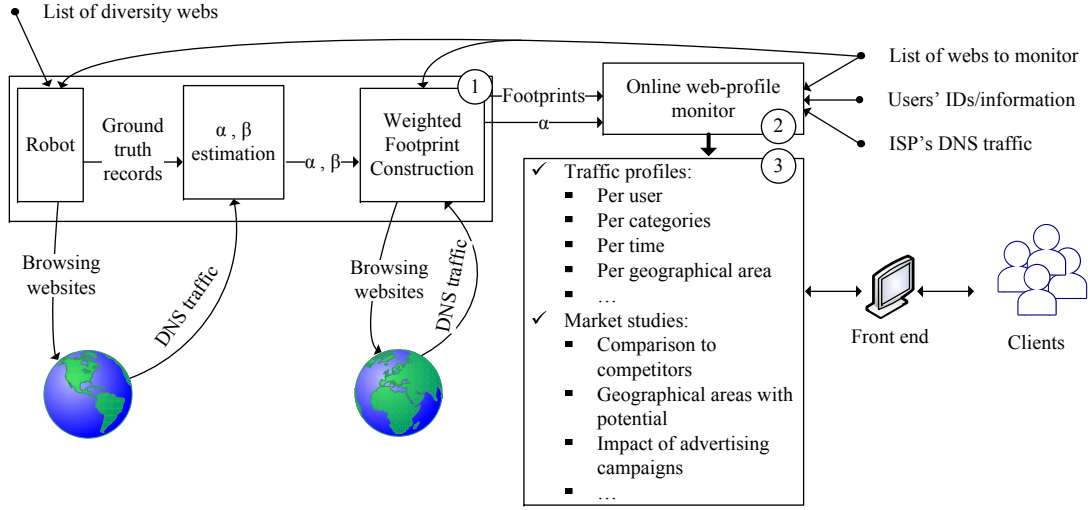 List of diversity webs
List of webs to monitor
Users’ IDs/information
ISP’s DNS traffic
1
Robot
Ground
truth
records
α , β
estimation
α , β
Weighted
Footprint
Construction
Footprints
α
Online web-profile
monitor
2
3
Browsing
websites
DNS traffic
Browsing
websites
DNS traffic
✓ Traffic profiles:
▪ Per user
▪ Per categories
▪ Per time
▪ Per geographical area
▪ …
✓ Market studies:
▪ Comparison to
competitors
▪ Geographical areas with
potential
▪ Impact of advertising
campaigns
▪ …
Front end
Clients